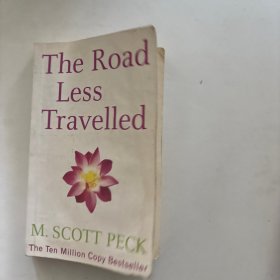 The Road
Less
Travelled
M. SCOTT PECK
The Ten Million Copy Bestseller